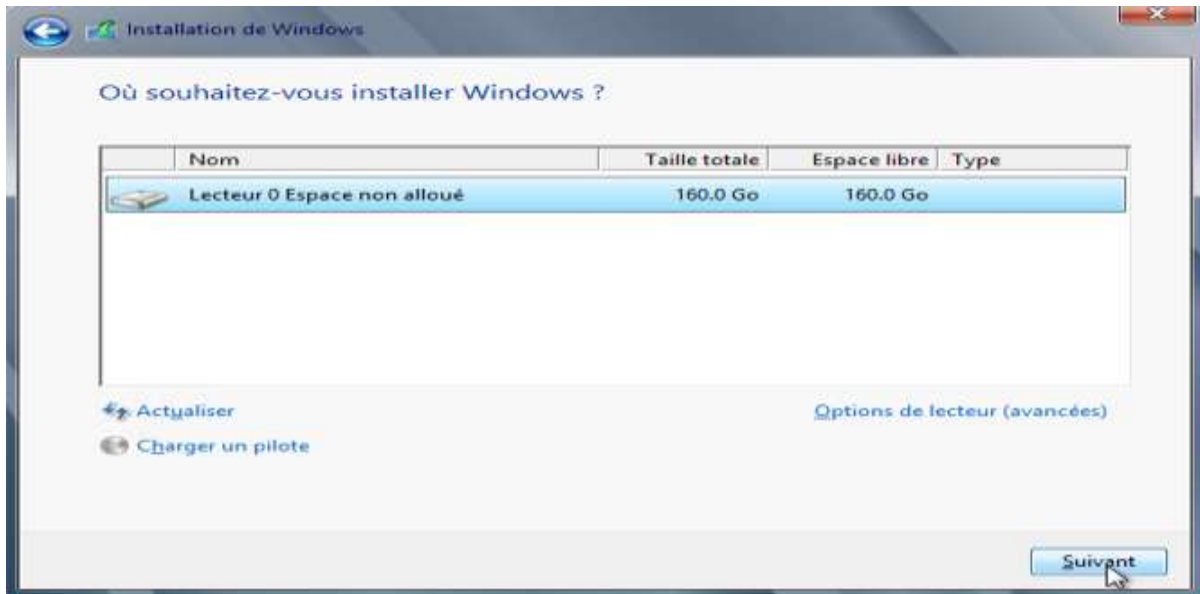 Installation de Windows
Où souhaitez-vous installer Windows ?
Nom Taille totale Espace libre Type
Lecteur 0 Espace non alloué 160.0 Go 160.0 Go
Actualiser Options de lecteur (avancées)
Charger un pilote
Suivant